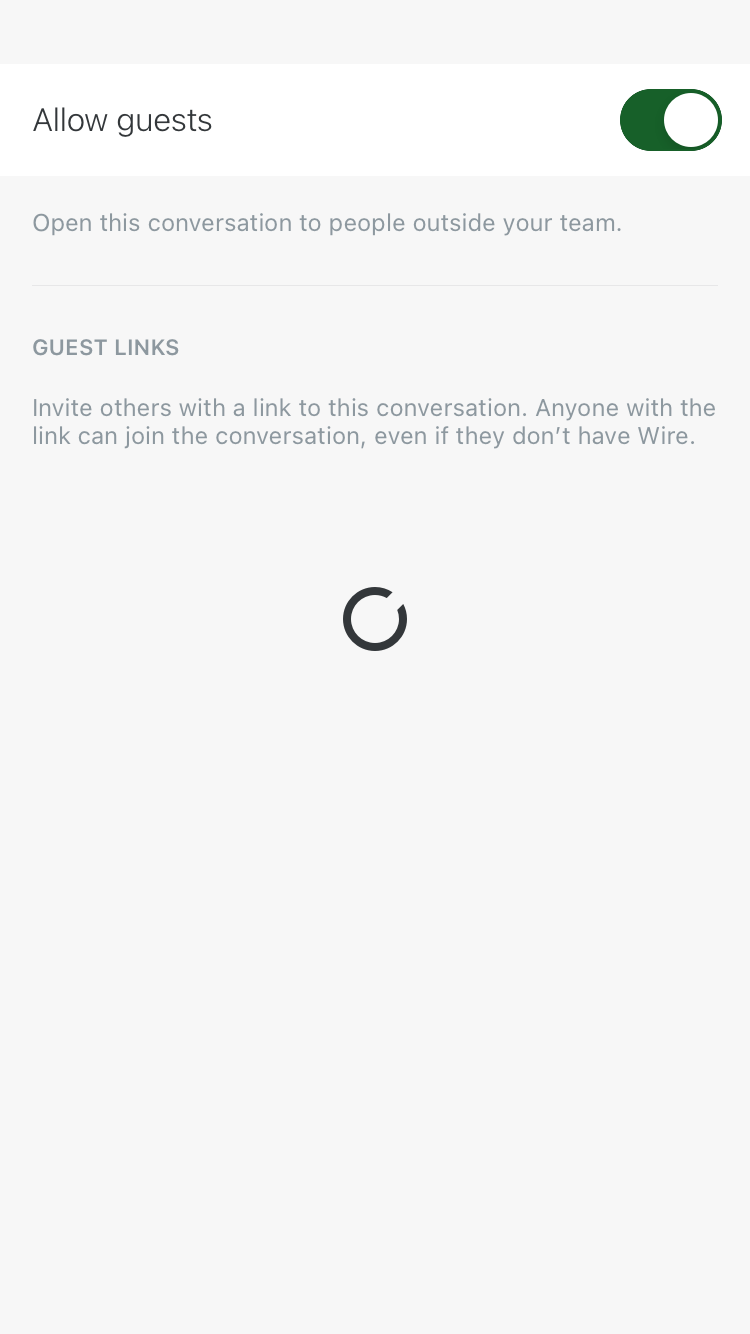 Allow guests
Open this conversation to people outside your team.
GUEST LINKS
Invite others with a link to this conversation. Anyone with the
link can join the conversation, even if they don’t have Wire.